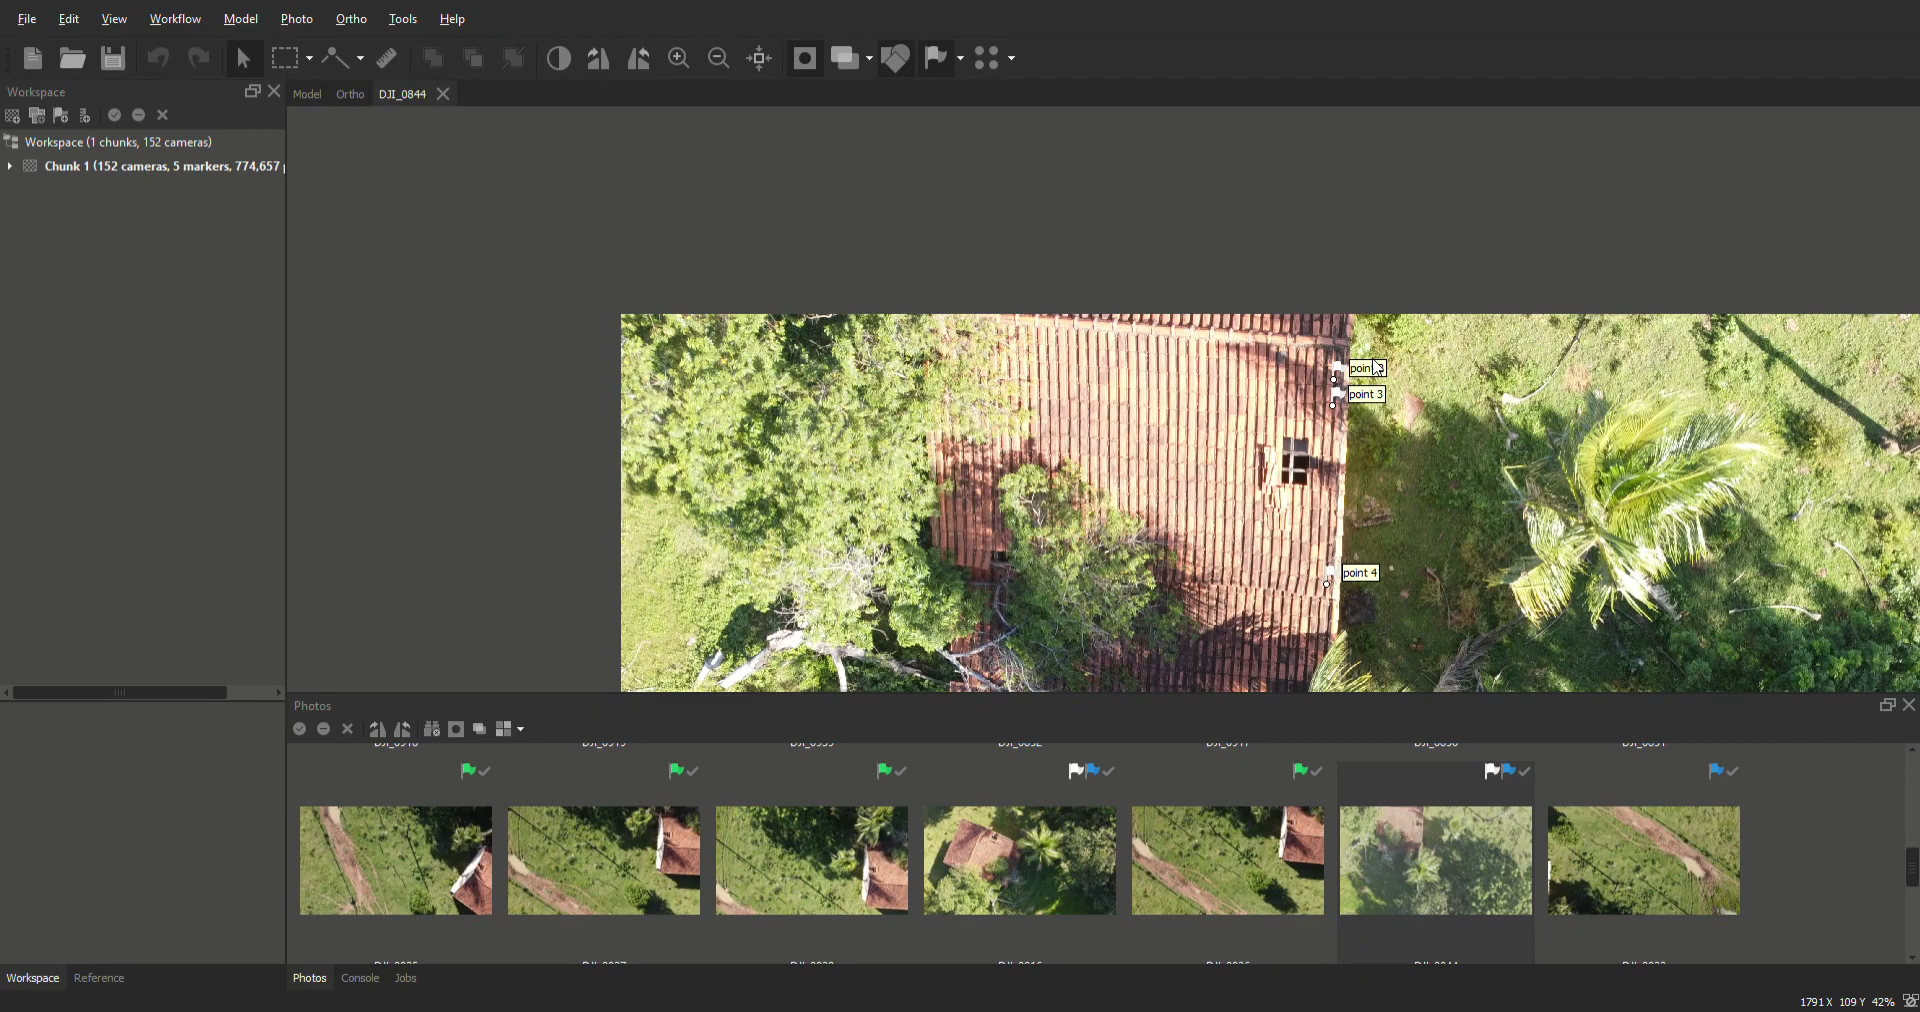 File Edit View Workflow Model Photo Ortho Tools Help
Workspace
Model Ortho DJI_0844
Workspace (1 chunks, 152 cameras)
Chunk 1 (152 cameras, 5 markers, 774,657
point 3
point 4
Photos
Workspace Reference
Photos Console Jobs
1791 X 109 Y 42%